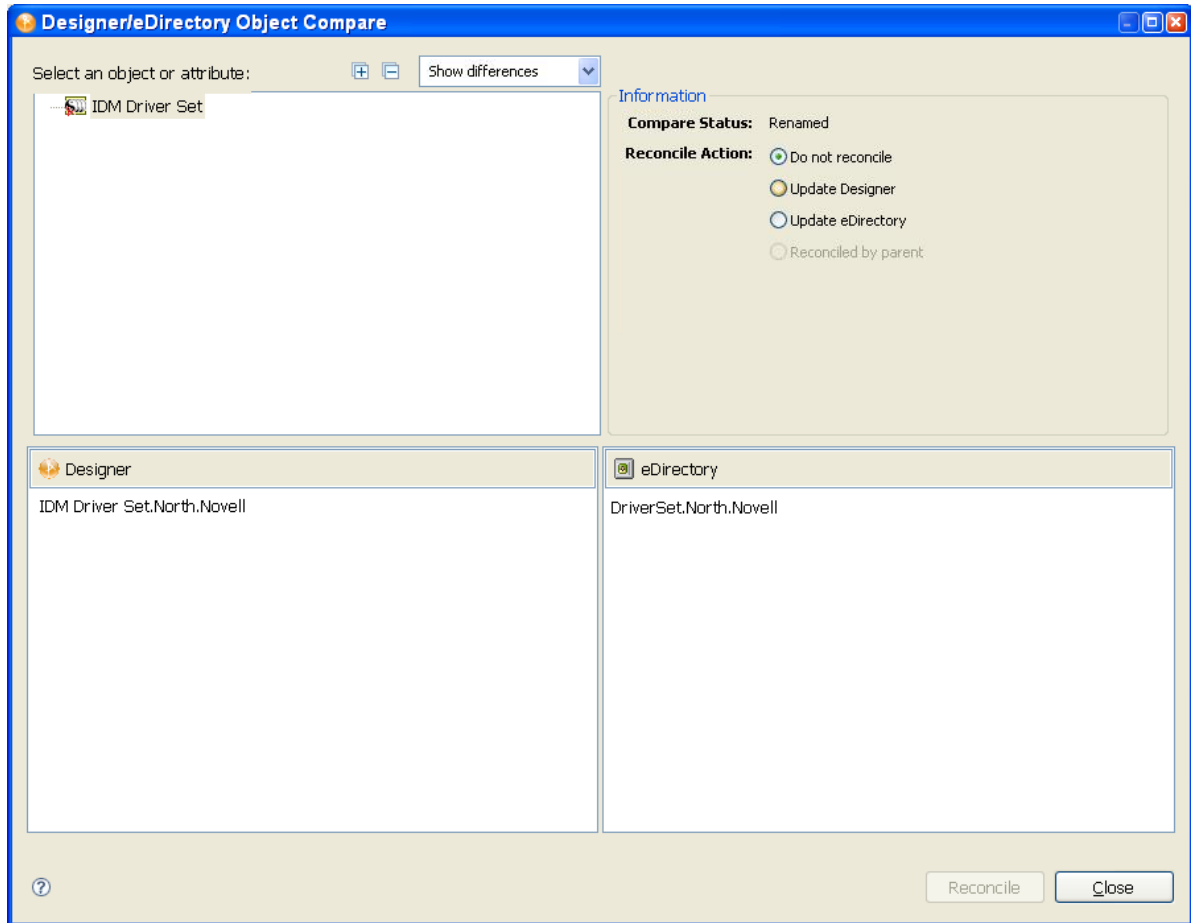 Designer/eDirectory Object Compare
Select an object or attribute:
Show differences
IDM Driver Set
Information
Compare Status: Renamed
Reconcile Action: Do not reconcile
Update Designer
Update eDirectory
Reconciled by parent
Designer
eDirectory
IDM Driver Set.North.Novell
DriverSet.North.Novell
Reconcile
Close